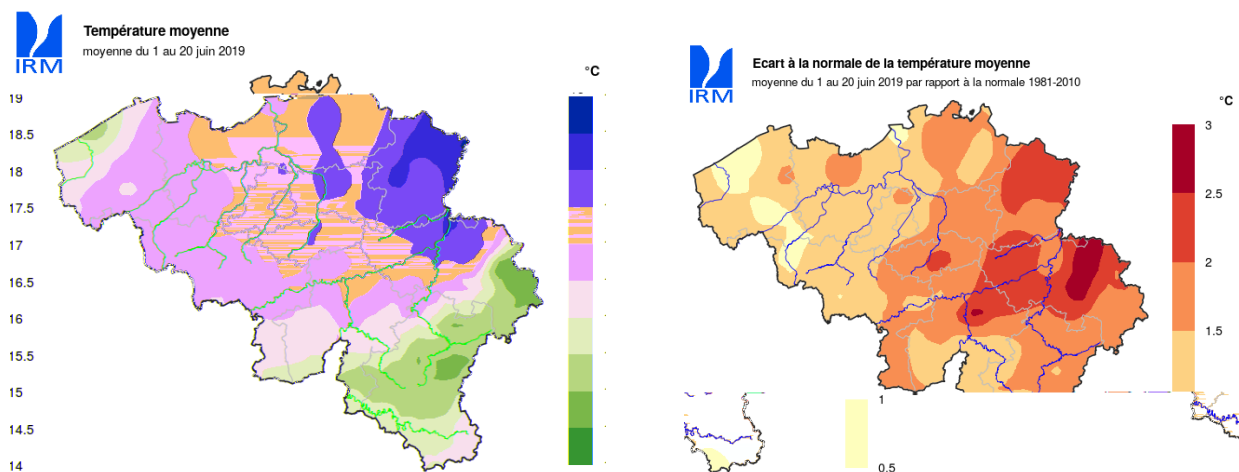 Température moyenne
moyenne du 1 au 20 juin 2019
IRM
°C
19
18.5
18
17.5
17
16.5
16
15.5
15
14.5
14
Ecart à la normale de la température moyenne
moyenne du 1 au 20 juin 2019 par rapport à la normale 1981-2010
IRM
°C
3
2.5
2
1.5
1
0.5